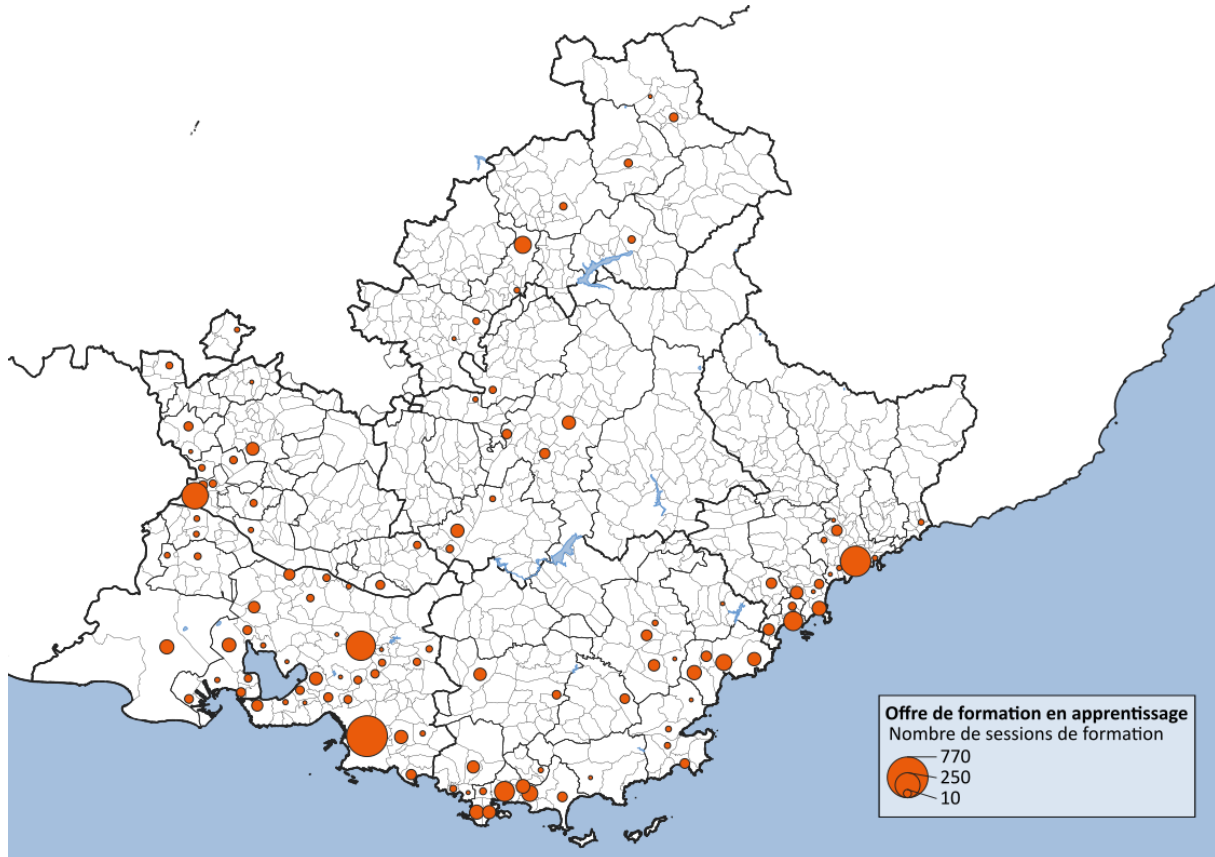 Offre de formation en apprentissage
Nombre de sessions de formation
770
250
10